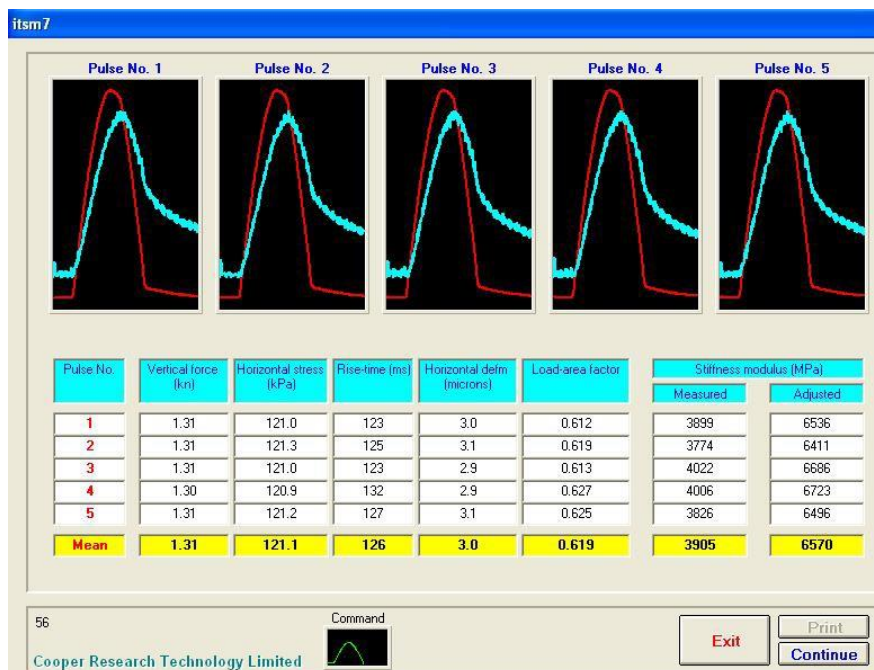 itsm7
Pulse No. 1 Pulse No. 2 Pulse No. 3 Pulse No. 4 Pulse No. 5
Pulse No. Vertical force (kn) Horizontal stress (kPa) Rise-time (ms) Horizontal defm (microns) Load-area factor Stiffness modulus (MPa)
Measured Adjusted
1 1.31 121.0 123 3.0 0.612 3899 6536
2 1.31 121.3 125 3.1 0.619 3774 6411
3 1.31 121.0 123 2.9 0.613 4022 6686
4 1.30 120.9 132 2.9 0.627 4006 6723
5 1.31 121.2 127 3.1 0.625 3826 6496
Mean 1.31 121.1 126 3.0 0.619 3905 6570
56
Command
Cooper Research Technology Limited
Exit
Print
Continue